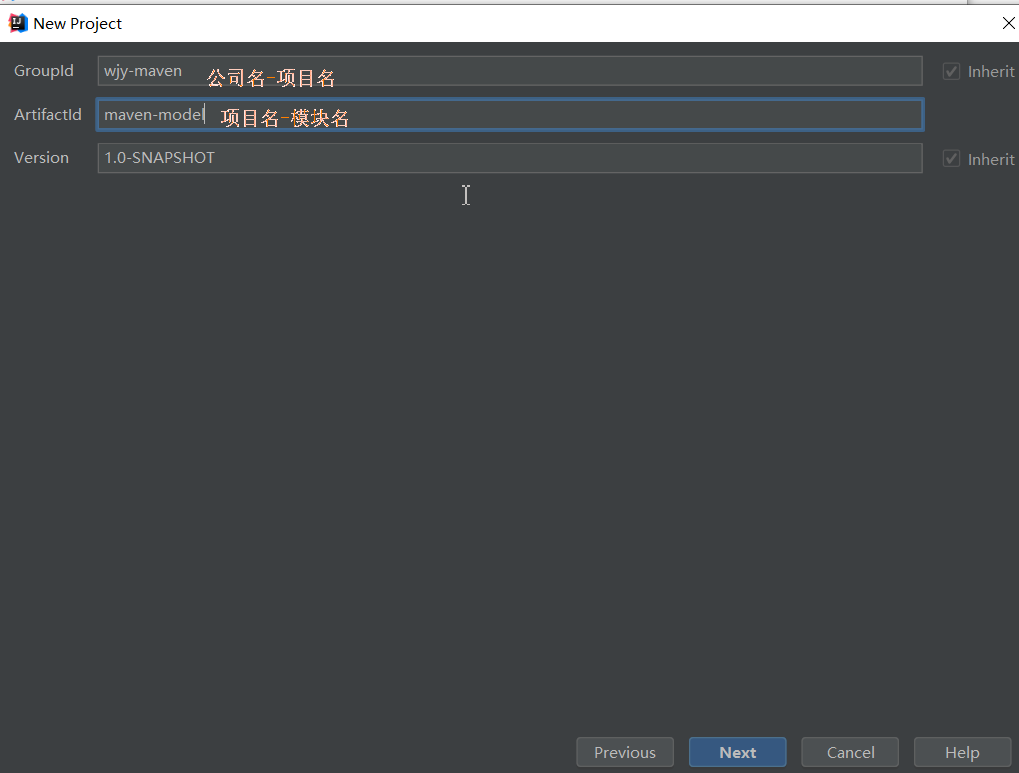 New Project
GroupId wjy-maven 公司名-项目名 Inherit
ArtifactId maven-model 项目名-模块名
Version 1.0-SNAPSHOT Inherit
Previous Next Cancel Help